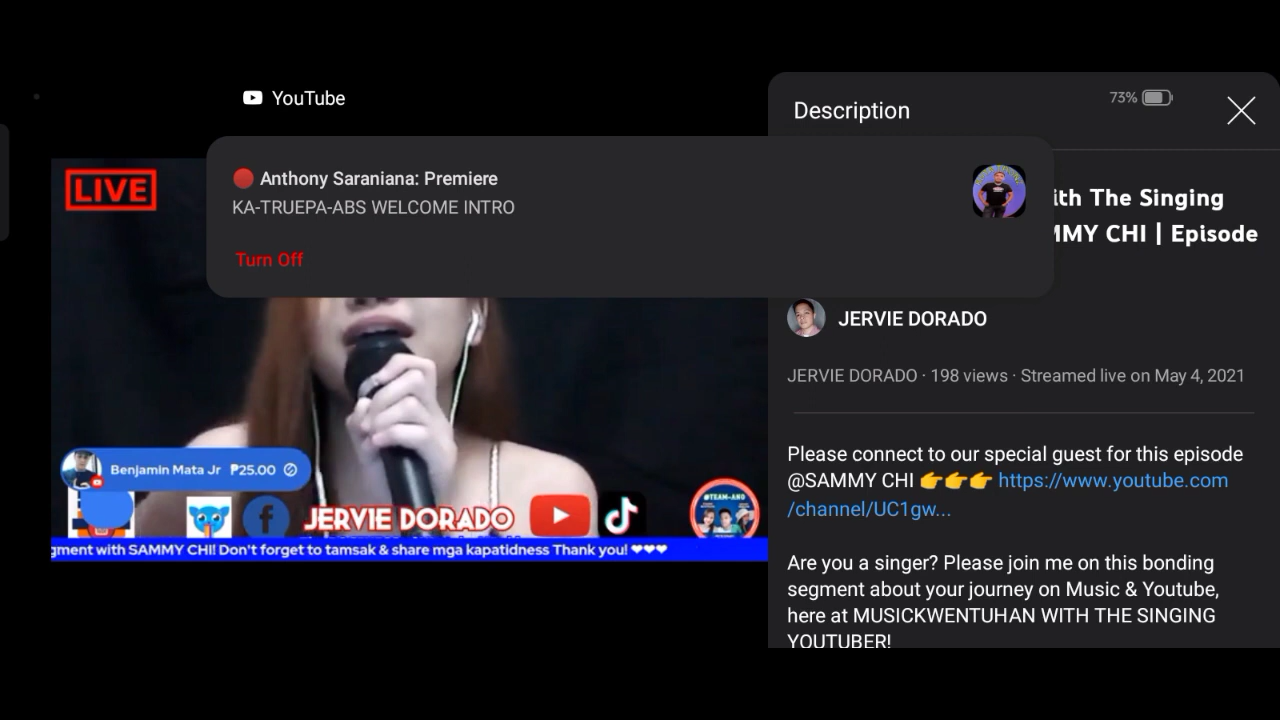 YouTube
73%
Description
LIVE
Anthony Saraniana: Premiere
KA-TRUEPA-ABS WELCOME INTRO
Turn Off
ith The Singing
MMY CHI | Episode
JERVIE DORADO
JERVIE DORADO · 198 views · Streamed live on May 4, 2021
Please connect to our special guest for this episode
@SAMMY CHI 👉👉👉 https://www.youtube.com
/channel/UC1gw...
Are you a singer? Please join me on this bonding
segment about your journey on Music & Youtube,
here at MUSICKWENTUHAN WITH THE SINGING
YOUTUBER!
Benjamin Mata Jr ₱25.00
JERVIE DORADO
#TEAM-ANO
gment with SAMMY CHI! Don't forget to tamsak & share mga kapatidness Thank you! ❤❤❤